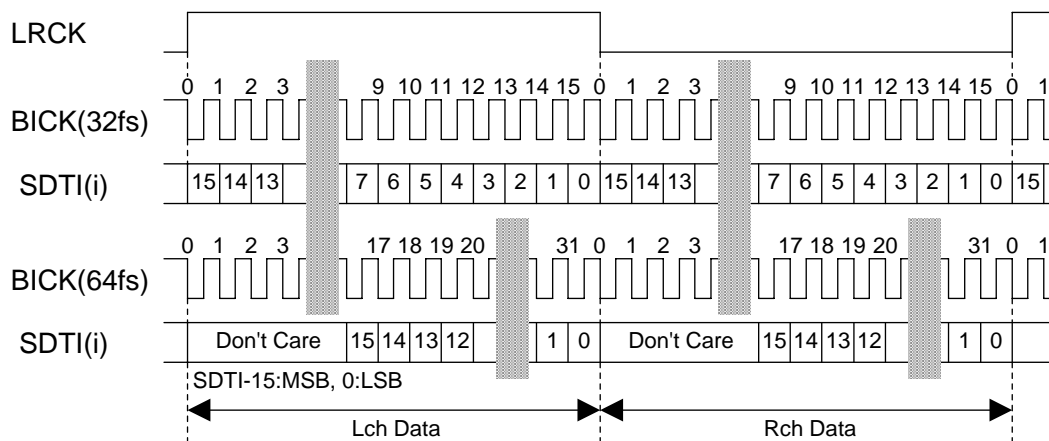 LRCK
0 1 2 3 9 10 11 12 13 14 15 0 1 2 3 9 10 11 12 13 14 15 0 1
BICK(32fs)
SDTI(i) 15 14 13 7 6 5 4 3 2 1 0 15 14 13 7 6 5 4 3 2 1 0 15
0 1 2 3 17 18 19 20 31 0 1 2 3 17 18 19 20 31 0 1
BICK(64fs)
SDTI(i) Don't Care 15 14 13 12 1 0 Don't Care 15 14 13 12 1 0
SDTI-15:MSB, 0:LSB
Lch Data Rch Data